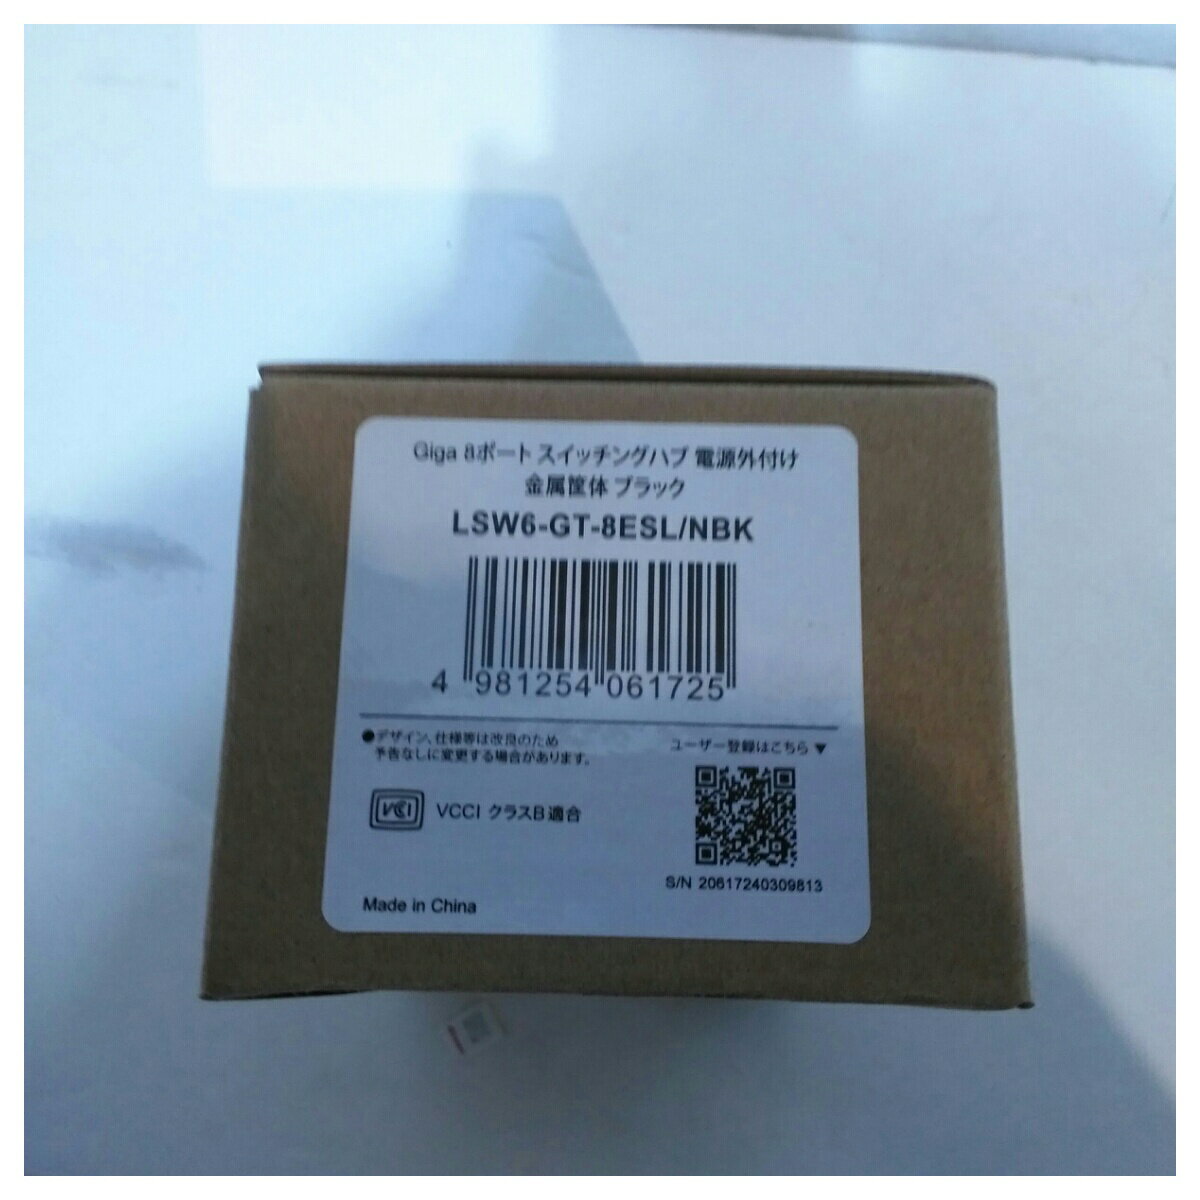 Giga 8ポート スイッチングハブ 電源外付け
金属筐体 ブラック
LSW6-GT-8ESL/NBK
4 981254 061725
●デザイン、仕様等は改良のため
予告なしに変更する場合があります。
ユーザー登録はこちら ▼
VCCI VCCI クラスB適合
S/N 20617240309813
Made in China